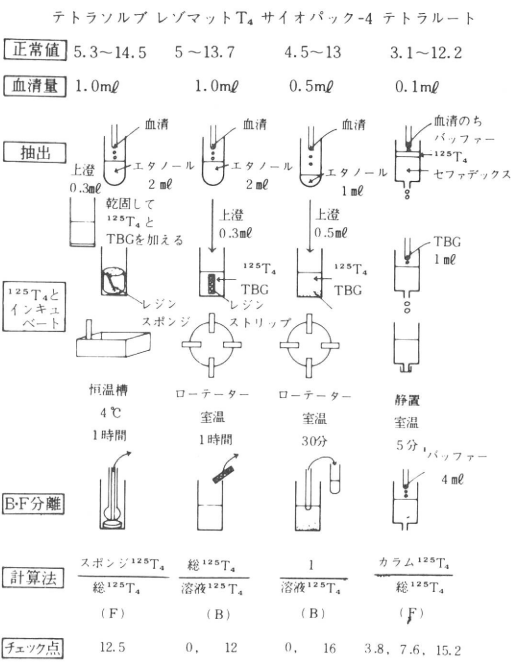 テトラソルブ レゾマットT₄ サイオパック-4 テトラルート
正常値 5.3〜14.5 5〜13.7 4.5〜13 3.1〜12.2
血清量 1.0mℓ 1.0mℓ 0.5mℓ 0.1mℓ
抽出
血清
エタノール
2mℓ
血清
エタノール
2mℓ
血清
エタノール
1mℓ
血清のち
バッファー
¹²⁵T₄
セファデックス
上澄
0.3mℓ
乾固して
¹²⁵T₄と
TBGを加える
上澄
0.3mℓ
上澄
0.5mℓ
TBG
1mℓ
¹²⁵T₄と
インキュ
ベート
レジン
スポンジ
¹²⁵T₄
TBG
レジン
ストリップ
¹²⁵T₄
TBG
恒温槽
4℃
1時間
ローテーター
室温
1時間
ローテーター
室温
30分
静置
室温
5分
B·F分離
バッファー
4mℓ
計算法
スポンジ¹²⁵T₄
総¹²⁵T₄
(F)
総¹²⁵T₄
溶液¹²⁵T₄
(B)
1
溶液¹²⁵T₄
(B)
カラム¹²⁵T₄
総¹²⁵T₄
(F)
チェック点 12.5 0, 12 0, 16 3.8, 7.6, 15.2